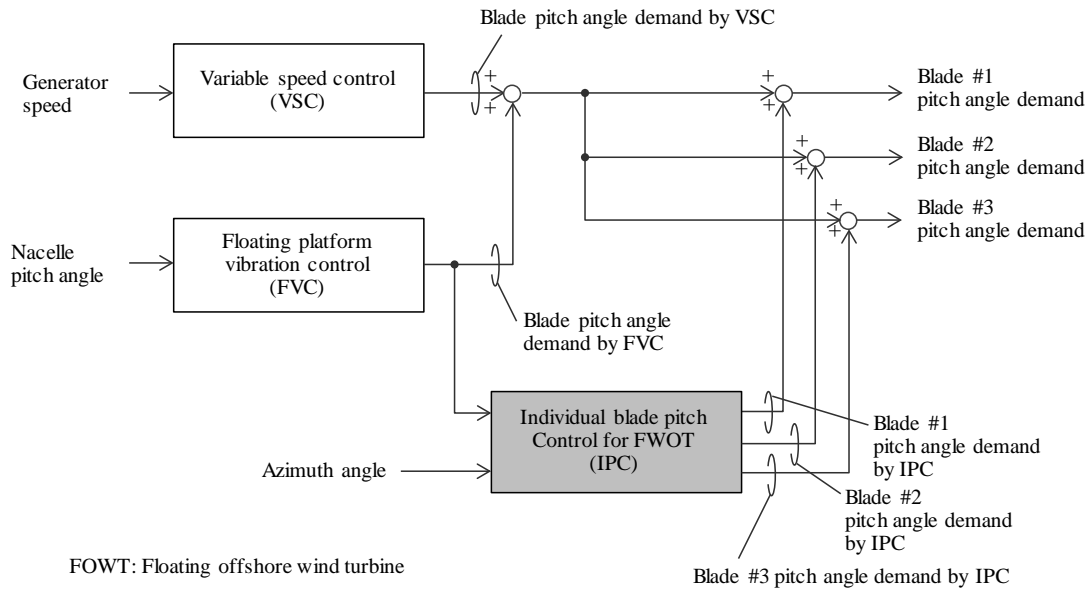 Blade pitch angle demand by VSC
Generator
speed
Variable speed control
(VSC)
+
+
+
+
Blade #1
pitch angle demand
+
+
Blade #2
pitch angle demand
+
+
Blade #3
pitch angle demand
Nacelle
pitch angle
Floating platform
vibration control
(FVC)
Blade pitch angle
demand by FVC
Individual blade pitch
Control for FWOT
(IPC)
Azimuth angle
Blade #1
pitch angle demand
by IPC
Blade #2
pitch angle demand
by IPC
Blade #3 pitch angle demand by IPC
FOWT: Floating offshore wind turbine